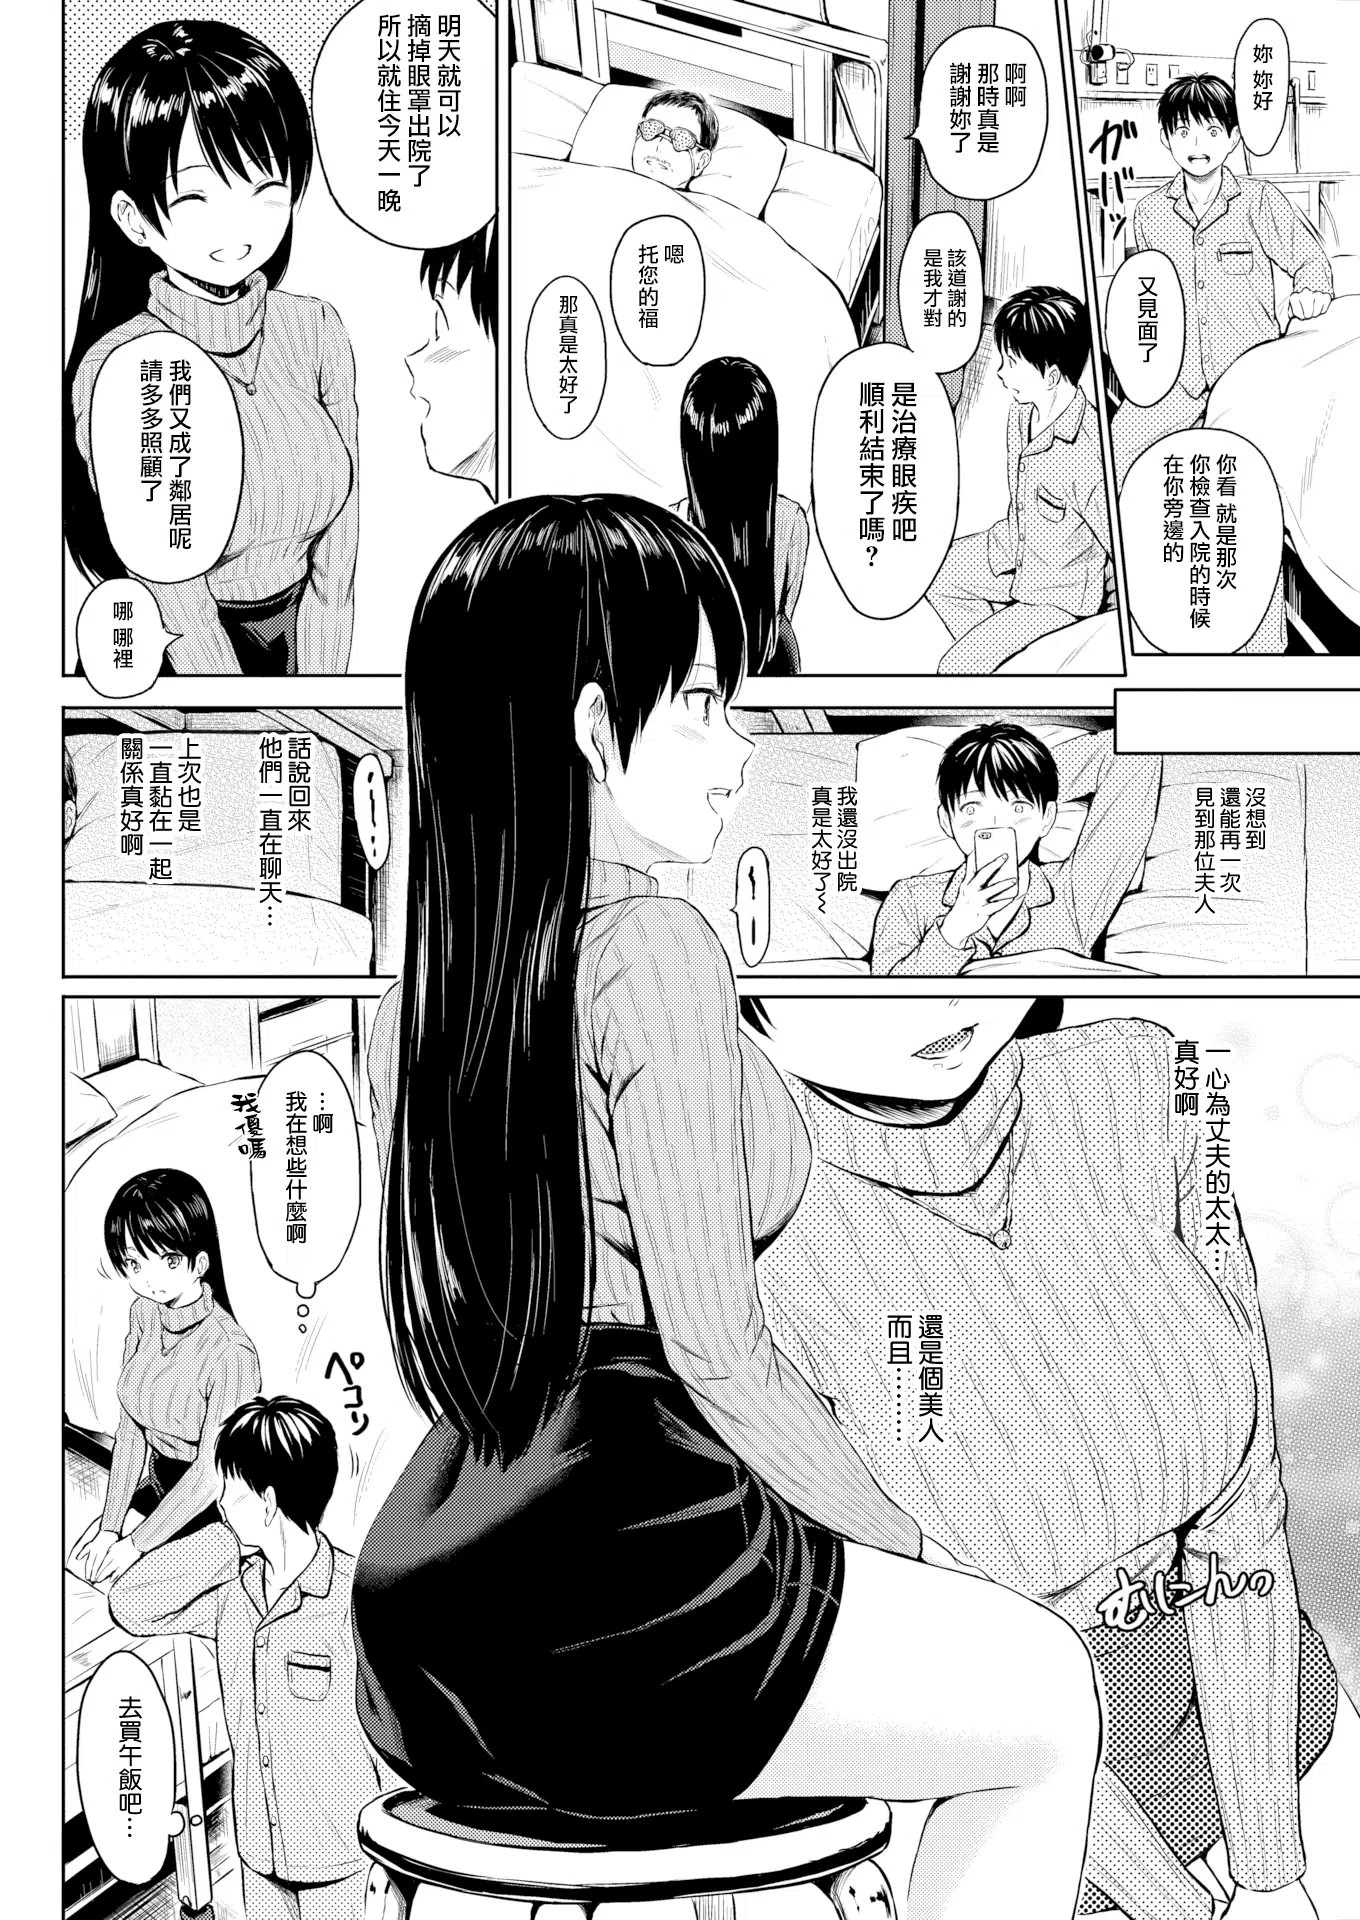 妳 妳好
ガバッ
又見面了
你看 就是那次
你檢查入院的時候
在你旁邊的
啊啊
那時真是
謝謝妳了
該道謝的
是我才對
是治療眼疾吧
順利結束了嗎?
嗯
托您的福
那真是太好了
明天就可以
摘掉眼罩出院了
所以就住今天一晚
我們又成了鄰居呢
請多多照顧了
哪 哪裡
沒想到
還能再一次
見到那位夫人
我還沒出院
真是太好了~
話說回來
他們一直在聊天…
上次也是
一直黏在一起
關係真好啊
一心為丈夫的太太…
真好啊
還是個美人
而且………
むにんっ
…啊
我在想些什麼啊
我傻嗎
ペコリ
去買午飯吧…